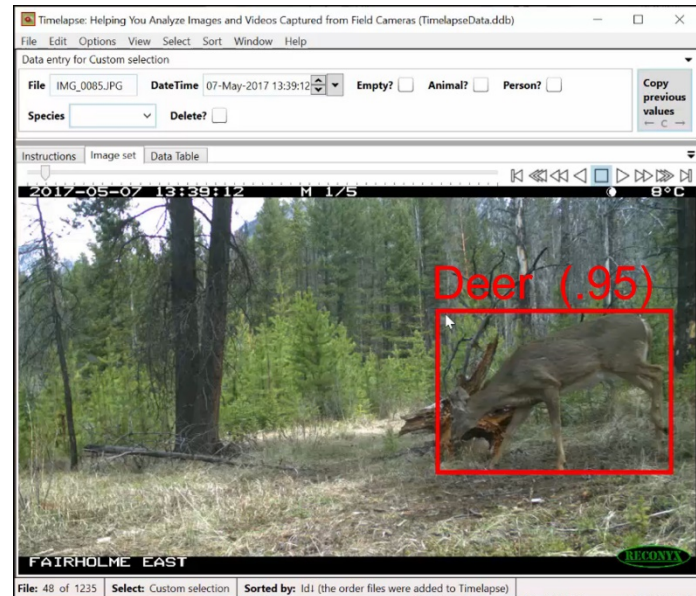 Timelapse: Helping You Analyze Images and Videos Captured from Field Cameras (TimelapseData.ddb)
File Edit Options View Select Sort Window Help
Data entry for Custom selection
File IMG_0085.JPG DateTime 07-May-2017 13:39:12 Empty? Animal? Person? Copy previous values ← C →
Species Delete?
Instructions Image set Data Table
2017-05-07 13:39:12 M 1/5 8°C
Deer (.95)
FAIRHOLME EAST RECONYX
File: 48 of 1235 Select: Custom selection Sorted by: Id↓ (the order files were added to Timelapse)